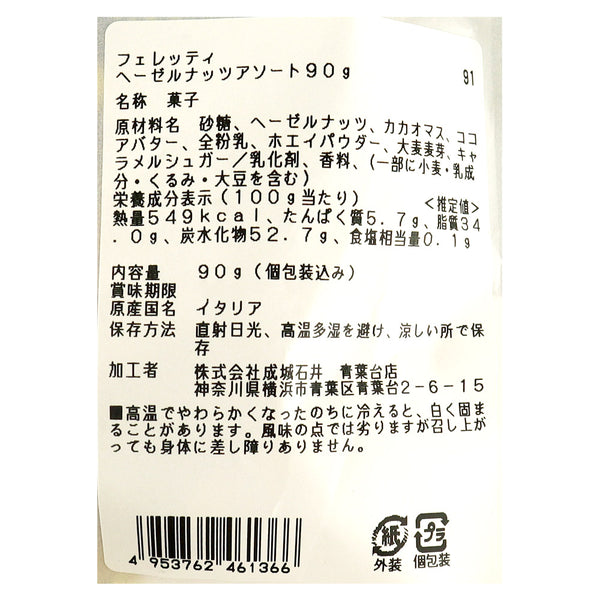 フェレッティ
ヘーゼルナッツアソート90g 91
名称 菓子
原材料名 砂糖、ヘーゼルナッツ、カカオマス、ココ
アバター、全粉乳、ホエイパウダー、大麦麦芽、キャ
ラメルシュガー／乳化剤、香料、(一部に小麦・乳成
分・くるみ・大豆を含む)
栄養成分表示(100g当たり) <推定値>
熱量549kcal、たんぱく質5.7g、脂質34
.0g、炭水化物52.7g、食塩相当量0.1g
内容量 90g(個包装込み)
賞味期限
原産国名 イタリア
保存方法 直射日光、高温多湿を避け、涼しい所で保
存
加工者 株式会社成城石井 青葉台店
神奈川県横浜市青葉区青葉台2-6-15
■高温でやわらかくなったのちに冷えると、白く固ま
ることがあります。風味の点では劣りますが召し上が
っても身体に差し障りありません。
4 953762 461366
紙 プラ
外装 個包装